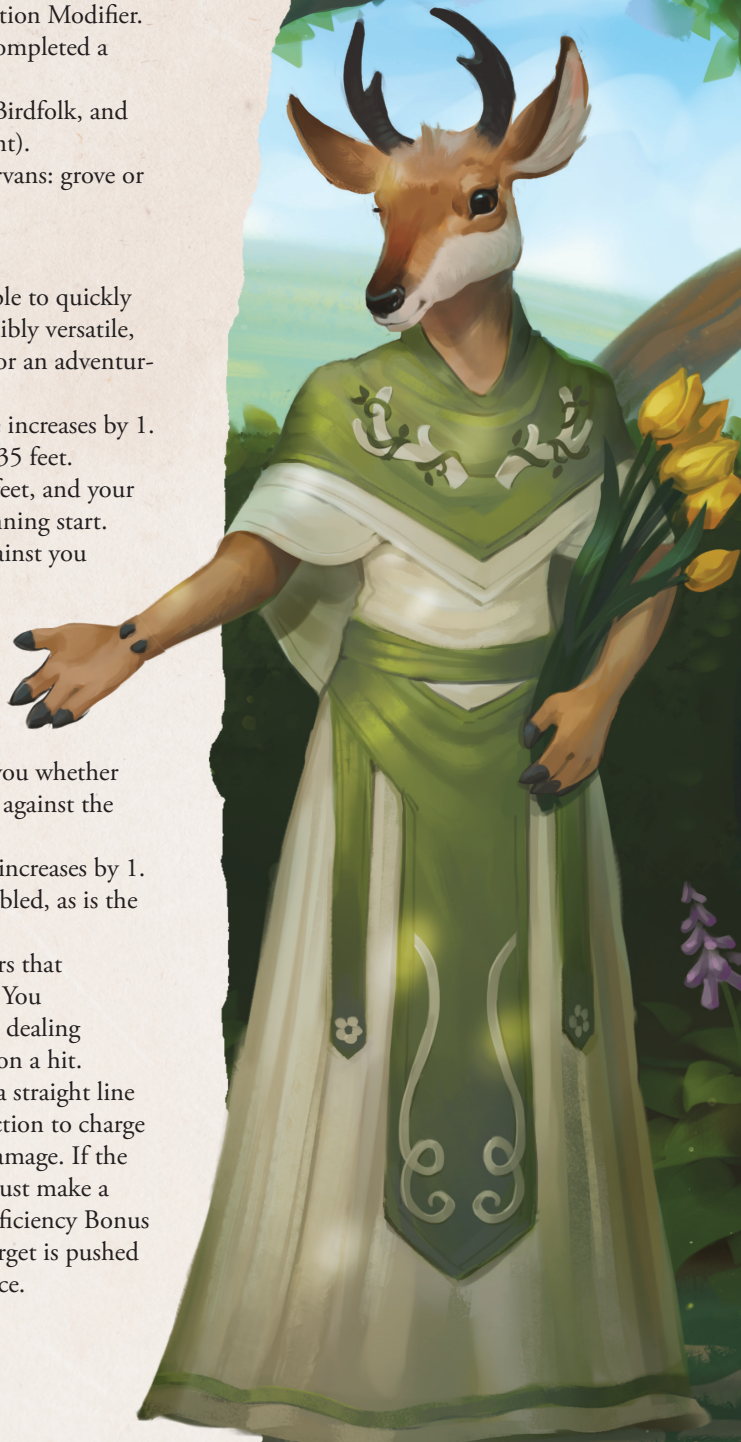 tion Modifier.
ompleted a
Birdfolk, and
nt).
rvans: grove or
ble to quickly
ibly versatile,
or an adventur-
e increases by 1.
35 feet.
feet, and your
nning start.
ainst you
you whether
against the
increases by 1.
bled, as is the
rs that
You
dealing
on a hit.
a straight line
ction to charge
amage. If the
ust make a
ficiency Bonus
rget is pushed
ce.